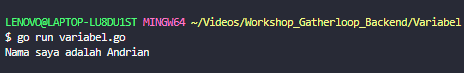 LENOVO@LAPTOP-LU8DU1ST MINGW64 ~/Videos/Workshop_Gatherloop_Backend/Variabel
$ go run variabel.go
Nama saya adalah Andrian